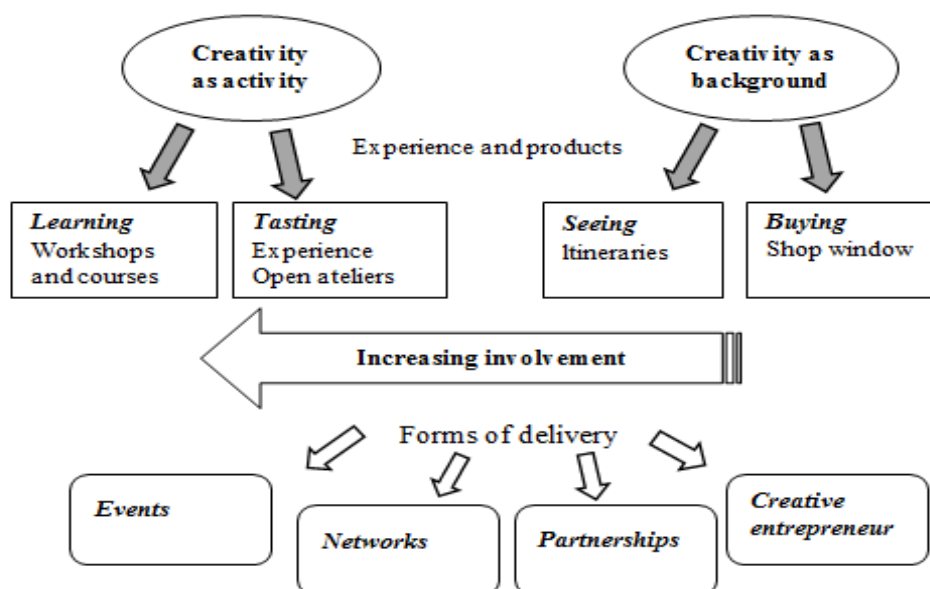 Creativity
as activity
Creativity as
background
Experience and products
Learning
Workshops
and courses
Tasting
Experience
Open ateliers
Seeing
Itineraries
Buying
Shop window
Increasing involvement
Forms of delivery
Events
Networks
Partnerships
Creative
entrepreneur